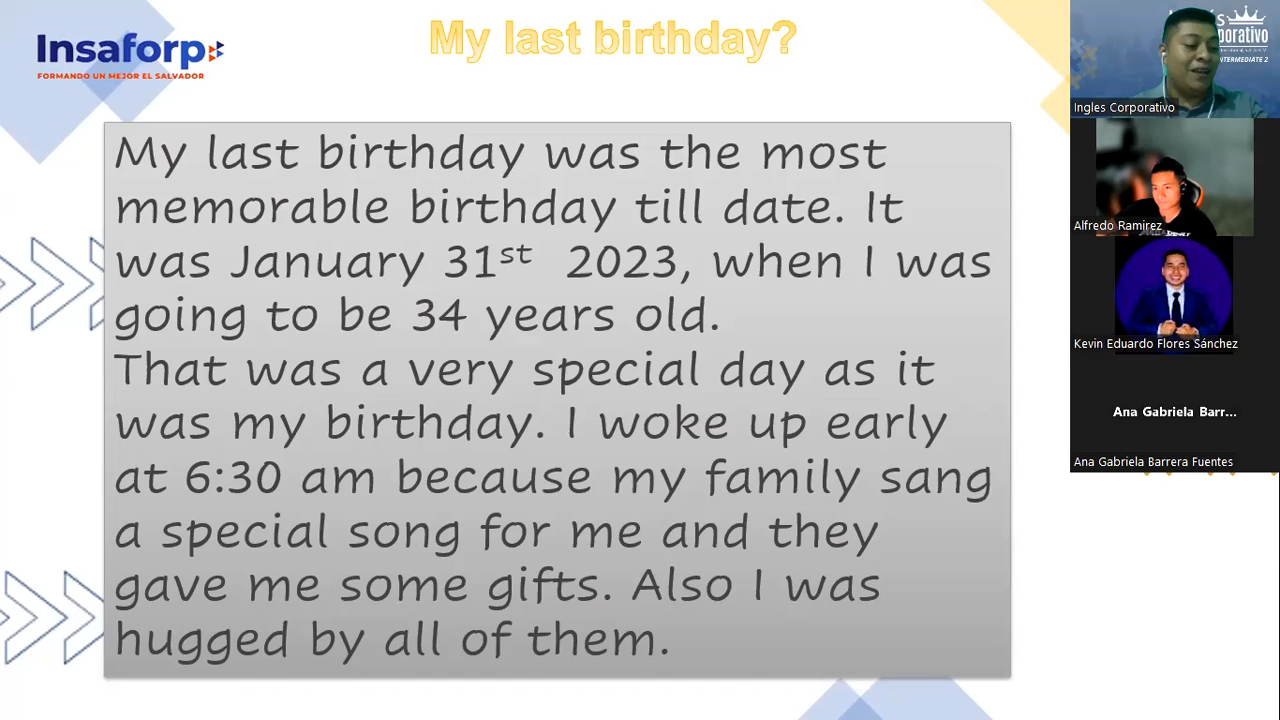 Insaforp
FORMANDO UN MEJOR EL SALVADOR
My last birthday?
My last birthday was the most
memorable birthday till date. It
was January 31st 2023, when I was
going to be 34 years old.
That was a very special day as it
was my birthday. I woke up early
at 6:30 am because my family sang
a special song for me and they
gave me some gifts. Also I was
hugged by all of them.
INTERMEDIATE 2
Ingles Corporativo
Alfredo Ramirez
Kevin Eduardo Flores Sánchez
Ana Gabriela Barr...
Ana Gabriela Barrera Fuentes